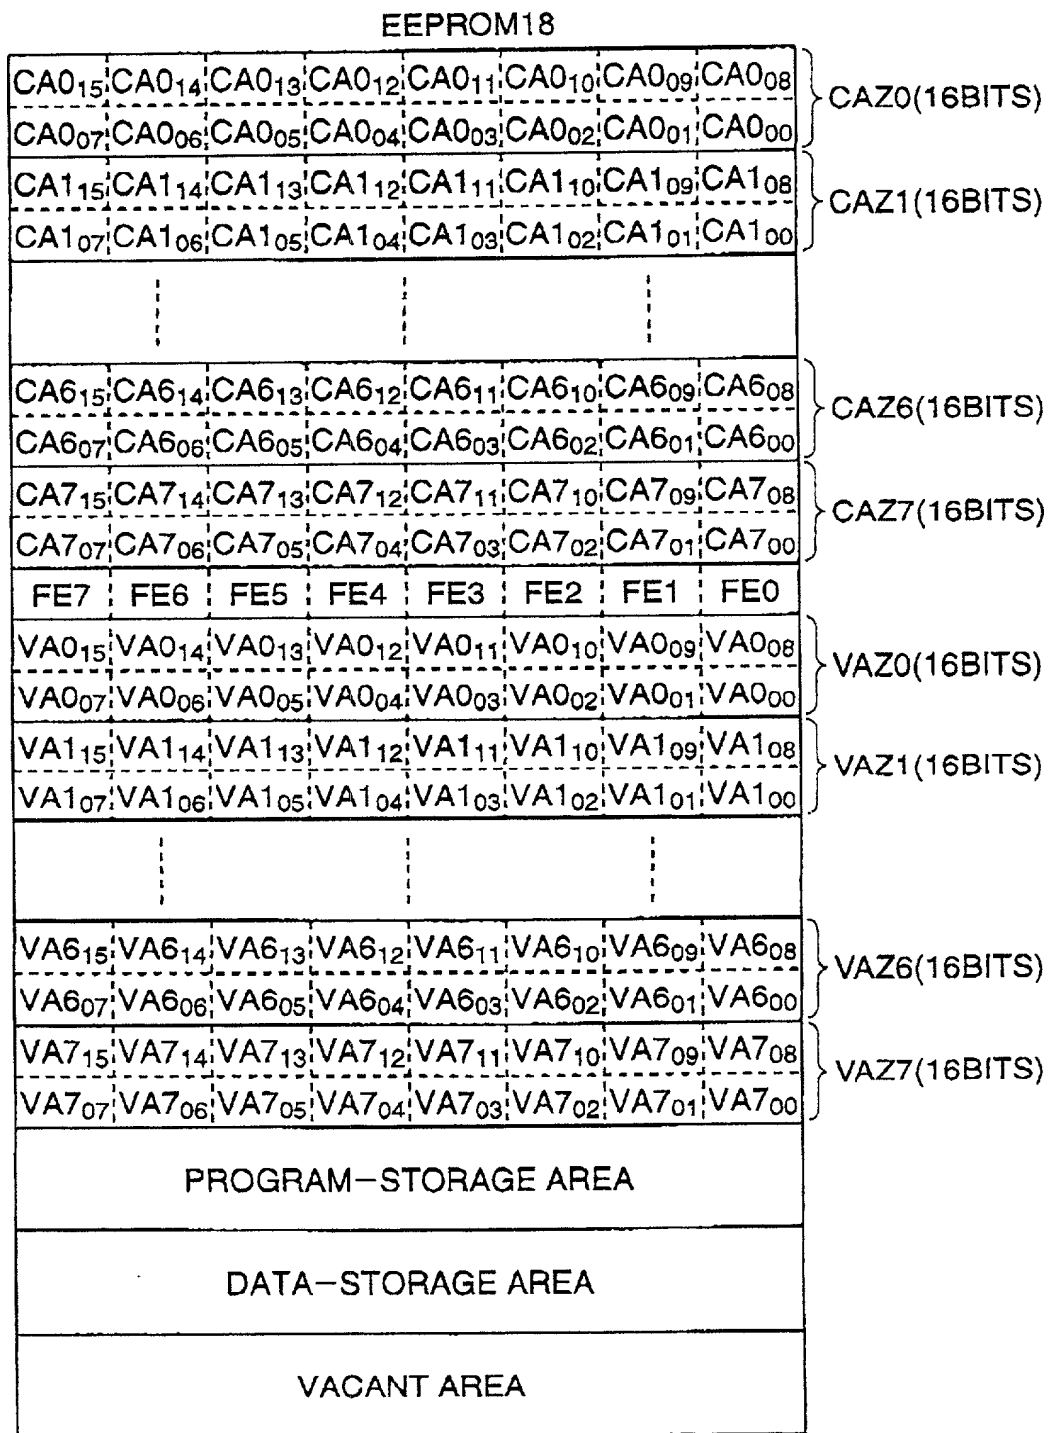 EEPROM18
CA0₁₅ CA0₁₄ CA0₁₃ CA0₁₂ CA0₁₁ CA0₁₀ CA0₀₉ CA0₀₈
CAZ0(16BITS)
CA0₀₇ CA0₀₆ CA0₀₅ CA0₀₄ CA0₀₃ CA0₀₂ CA0₀₁ CA0₀₀
CA1₁₅ CA1₁₄ CA1₁₃ CA1₁₂ CA1₁₁ CA1₁₀ CA1₀₉ CA1₀₈
CAZ1(16BITS)
CA1₀₇ CA1₀₆ CA1₀₅ CA1₀₄ CA1₀₃ CA1₀₂ CA1₀₁ CA1₀₀
CA6₁₅ CA6₁₄ CA6₁₃ CA6₁₂ CA6₁₁ CA6₁₀ CA6₀₉ CA6₀₈
CAZ6(16BITS)
CA6₀₇ CA6₀₆ CA6₀₅ CA6₀₄ CA6₀₃ CA6₀₂ CA6₀₁ CA6₀₀
CA7₁₅ CA7₁₄ CA7₁₃ CA7₁₂ CA7₁₁ CA7₁₀ CA7₀₉ CA7₀₈
CAZ7(16BITS)
CA7₀₇ CA7₀₆ CA7₀₅ CA7₀₄ CA7₀₃ CA7₀₂ CA7₀₁ CA7₀₀
FE7 FE6 FE5 FE4 FE3 FE2 FE1 FE0
VA0₁₅ VA0₁₄ VA0₁₃ VA0₁₂ VA0₁₁ VA0₁₀ VA0₀₉ VA0₀₈
VAZ0(16BITS)
VA0₀₇ VA0₀₆ VA0₀₅ VA0₀₄ VA0₀₃ VA0₀₂ VA0₀₁ VA0₀₀
VA1₁₅ VA1₁₄ VA1₁₃ VA1₁₂ VA1₁₁ VA1₁₀ VA1₀₉ VA1₀₈
VAZ1(16BITS)
VA1₀₇ VA1₀₆ VA1₀₅ VA1₀₄ VA1₀₃ VA1₀₂ VA1₀₁ VA1₀₀
VA6₁₅ VA6₁₄ VA6₁₃ VA6₁₂ VA6₁₁ VA6₁₀ VA6₀₉ VA6₀₈
VAZ6(16BITS)
VA6₀₇ VA6₀₆ VA6₀₅ VA6₀₄ VA6₀₃ VA6₀₂ VA6₀₁ VA6₀₀
VA7₁₅ VA7₁₄ VA7₁₃ VA7₁₂ VA7₁₁ VA7₁₀ VA7₀₉ VA7₀₈
VAZ7(16BITS)
VA7₀₇ VA7₀₆ VA7₀₅ VA7₀₄ VA7₀₃ VA7₀₂ VA7₀₁ VA7₀₀
PROGRAM-STORAGE AREA
DATA-STORAGE AREA
VACANT AREA